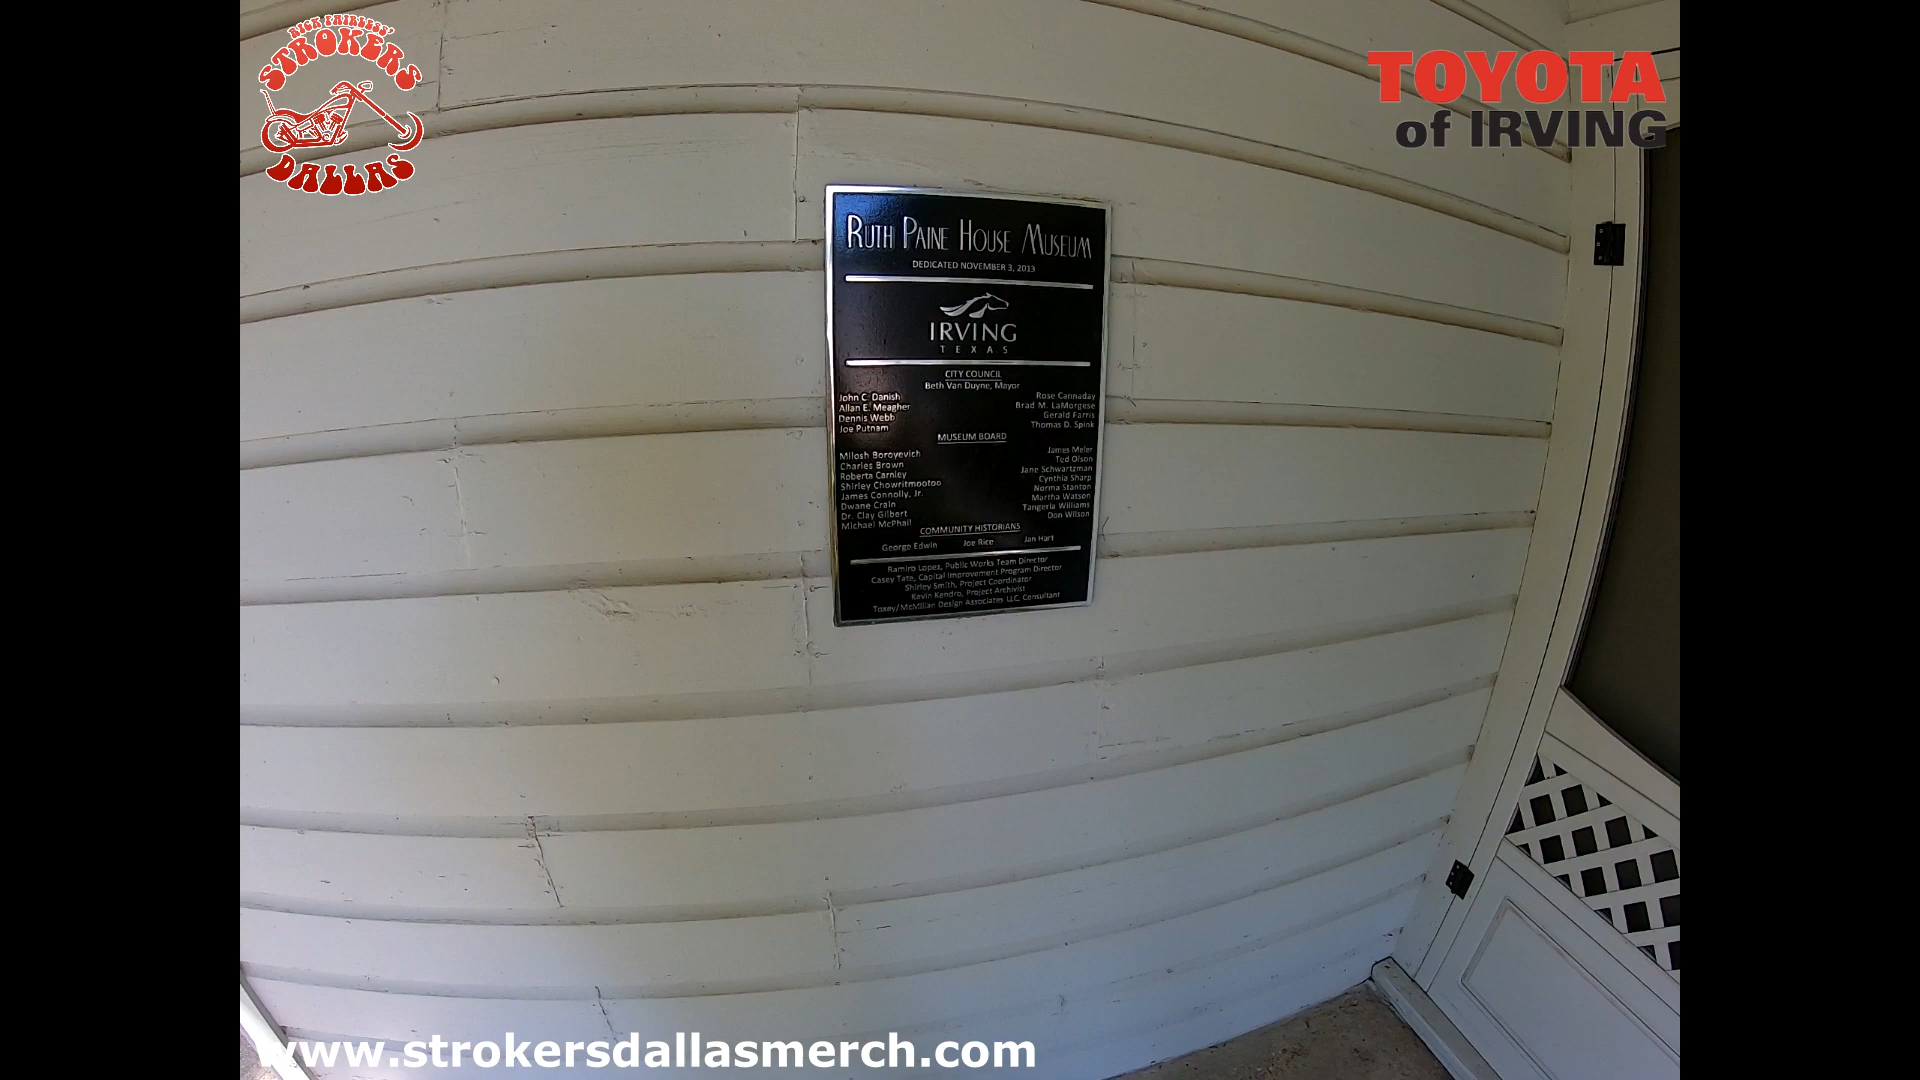 RICK FAIRLESS'
STROKERS
DALLAS
TOYOTA
of IRVING
RUTH PAINE HOUSE MUSEUM
DEDICATED NOVEMBER 3, 2013
IRVING
TEXAS
CITY COUNCIL
Beth Van Duyne, Mayor
John C. Danish
Allan E. Meagher
Dennis Webb
Joe Putnam
Rose Cannaday
Brad M. LaMorgese
Gerald Farris
Thomas D. Spink
MUSEUM BOARD
Milosh Boroyevich
Charles Brown
Roberta Carnley
Shirley Chowritmootoo
James Connolly, Jr.
Dwane Crain
Dr. Clay Gilbert
Michael McPhail
James Meier
Ted Olson
Jane Schwartzman
Cynthia Sharp
Norma Stanton
Martha Watson
Tangerla Williams
Don Wilson
COMMUNITY HISTORIANS
George Edwin Joe Rice Jan Hart
Ramiro Lopez, Public Works Team Director
Casey Tate, Capital Improvement Program Director
Shirley Smith, Project Coordinator
Kevin Kendro, Project Archivist
Toxey/McMillan Design Associates LLC, Consultant
www.strokersdallasmerch.com